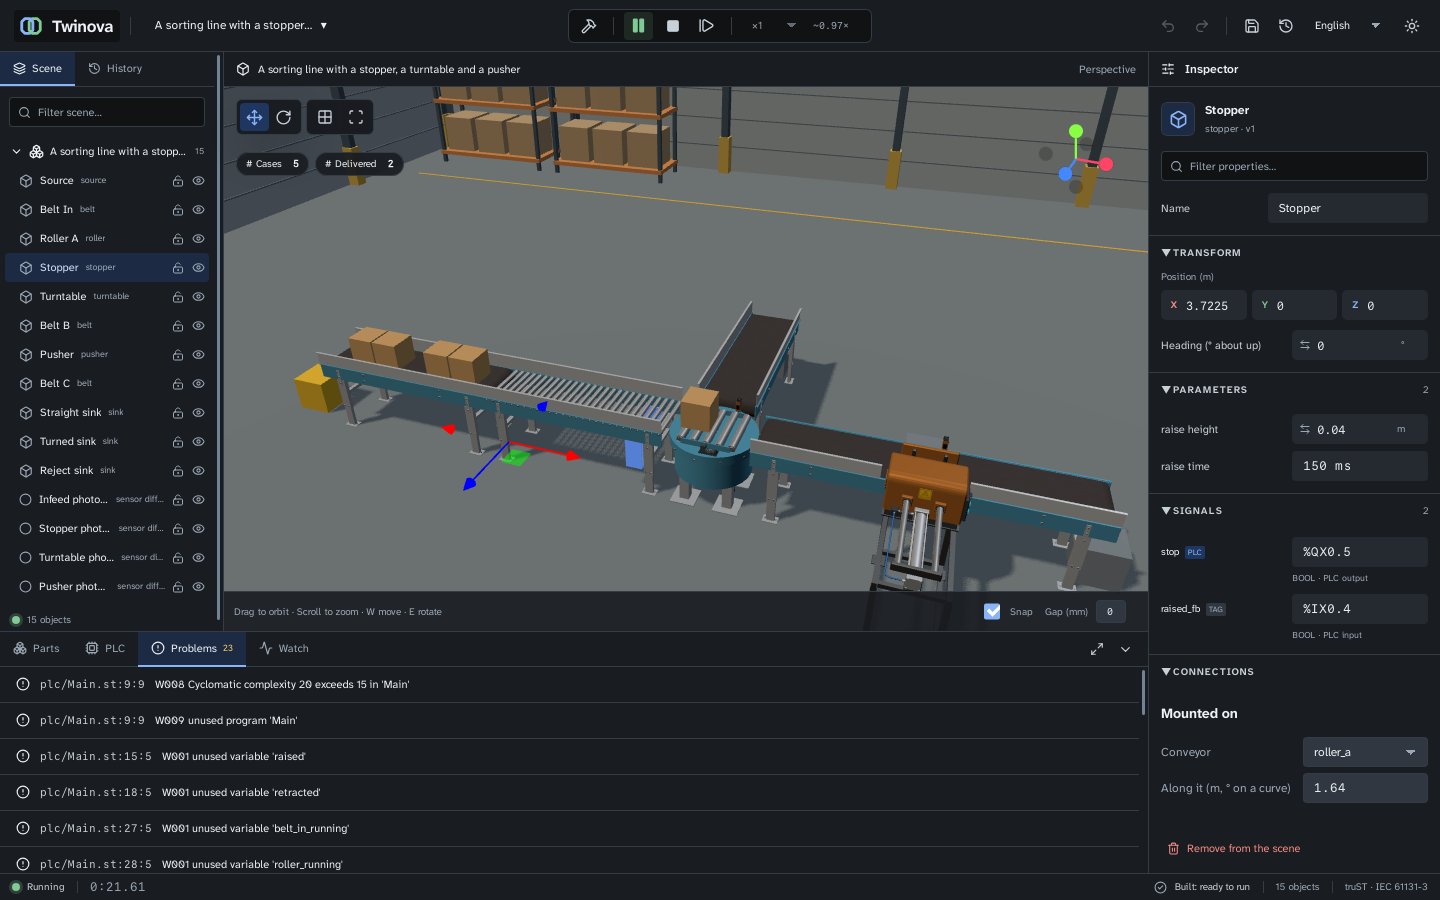 Twinova
A sorting line with a stopper... ▼
x1
~0.97×
English
Scene
History
Filter scene...
A sorting line with a stopp... 15
Source source
Belt In belt
Roller A roller
Stopper stopper
Turntable turntable
Belt B belt
Pusher pusher
Belt C belt
Straight sink sink
Turned sink sink
Reject sink sink
Infeed photo... sensor diff...
Stopper phot... sensor diff...
Turntable pho... sensor di...
Pusher phot... sensor diff...
15 objects
A sorting line with a stopper, a turntable and a pusher
Perspective
# Cases 5
# Delivered 2
Drag to orbit · Scroll to zoom · W move · E rotate
Snap
Gap (mm) 0
Parts
PLC
Problems 23
Watch
plc/Main.st:9:9 W008 Cyclomatic complexity 20 exceeds 15 in 'Main'
plc/Main.st:9:9 W009 unused program 'Main'
plc/Main.st:15:5 W001 unused variable 'raised'
plc/Main.st:18:5 W001 unused variable 'retracted'
plc/Main.st:27:5 W001 unused variable 'belt_in_running'
plc/Main.st:28:5 W001 unused variable 'roller_running'
Inspector
Stopper
stopper · v1
Filter properties...
Name Stopper
▼TRANSFORM
Position (m)
X 3.7225 Y 0 Z 0
Heading (° about up) 0 °
▼PARAMETERS 2
raise height 0.04 m
raise time 150 ms
▼SIGNALS 2
stop PLC %QX0.5
BOOL · PLC output
raised_fb TAG %IX0.4
BOOL · PLC input
▼CONNECTIONS
Mounted on
Conveyor roller_a
Along it (m, ° on a curve) 1.64
Remove from the scene
Running 0:21.61
Built: ready to run
15 objects
truST · IEC 61131-3